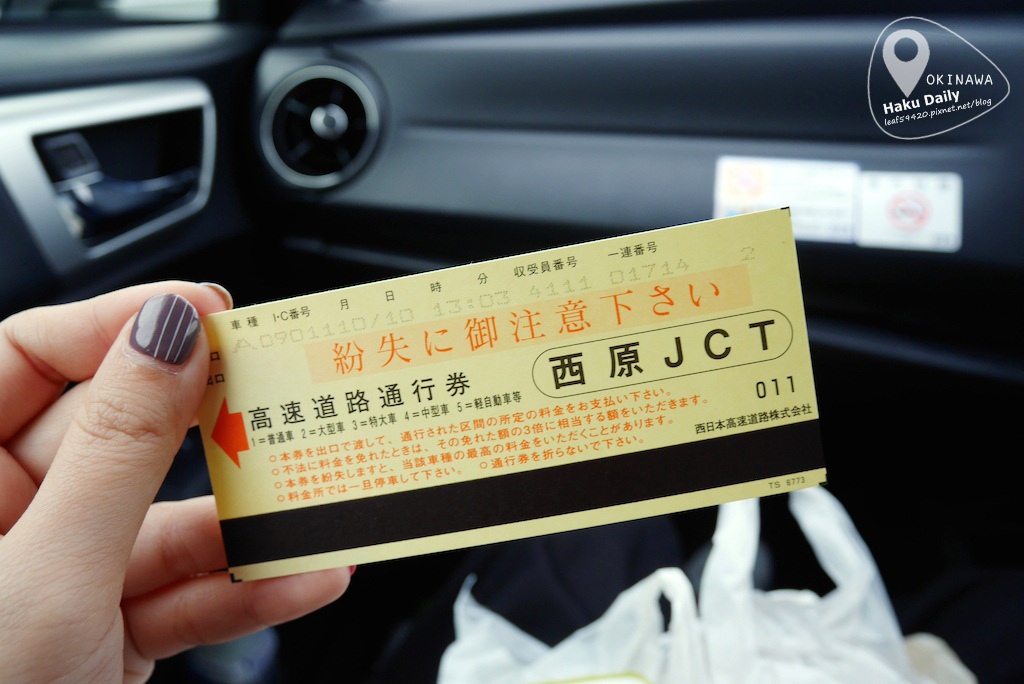 OKINAWA
Haku Daily
leaf59420.pixnet.net/blog
車種 I・C番号 月 日 時 分 収受員番号 一連番号
A0901110/10 13:03 4111 01714 2
紛失に御注意下さい
口
出口
高速道路通行券
西原JCT
1=普通車 2=大型車 3=特大車 4=中型車 5=軽自動車等
011
○本券を出口で渡して、通行された区間の所定の料金をお支払い下さい。
○不法に料金を免れたときは、その免れた額の3倍に相当する額をいただきます。
○本券を紛失しますと、当該車種の最高の料金をいただくことがあります。
○料金所では一旦停車して下さい。 ○通行券を折らないで下さい。
西日本高速道路株式会社
TS 6773